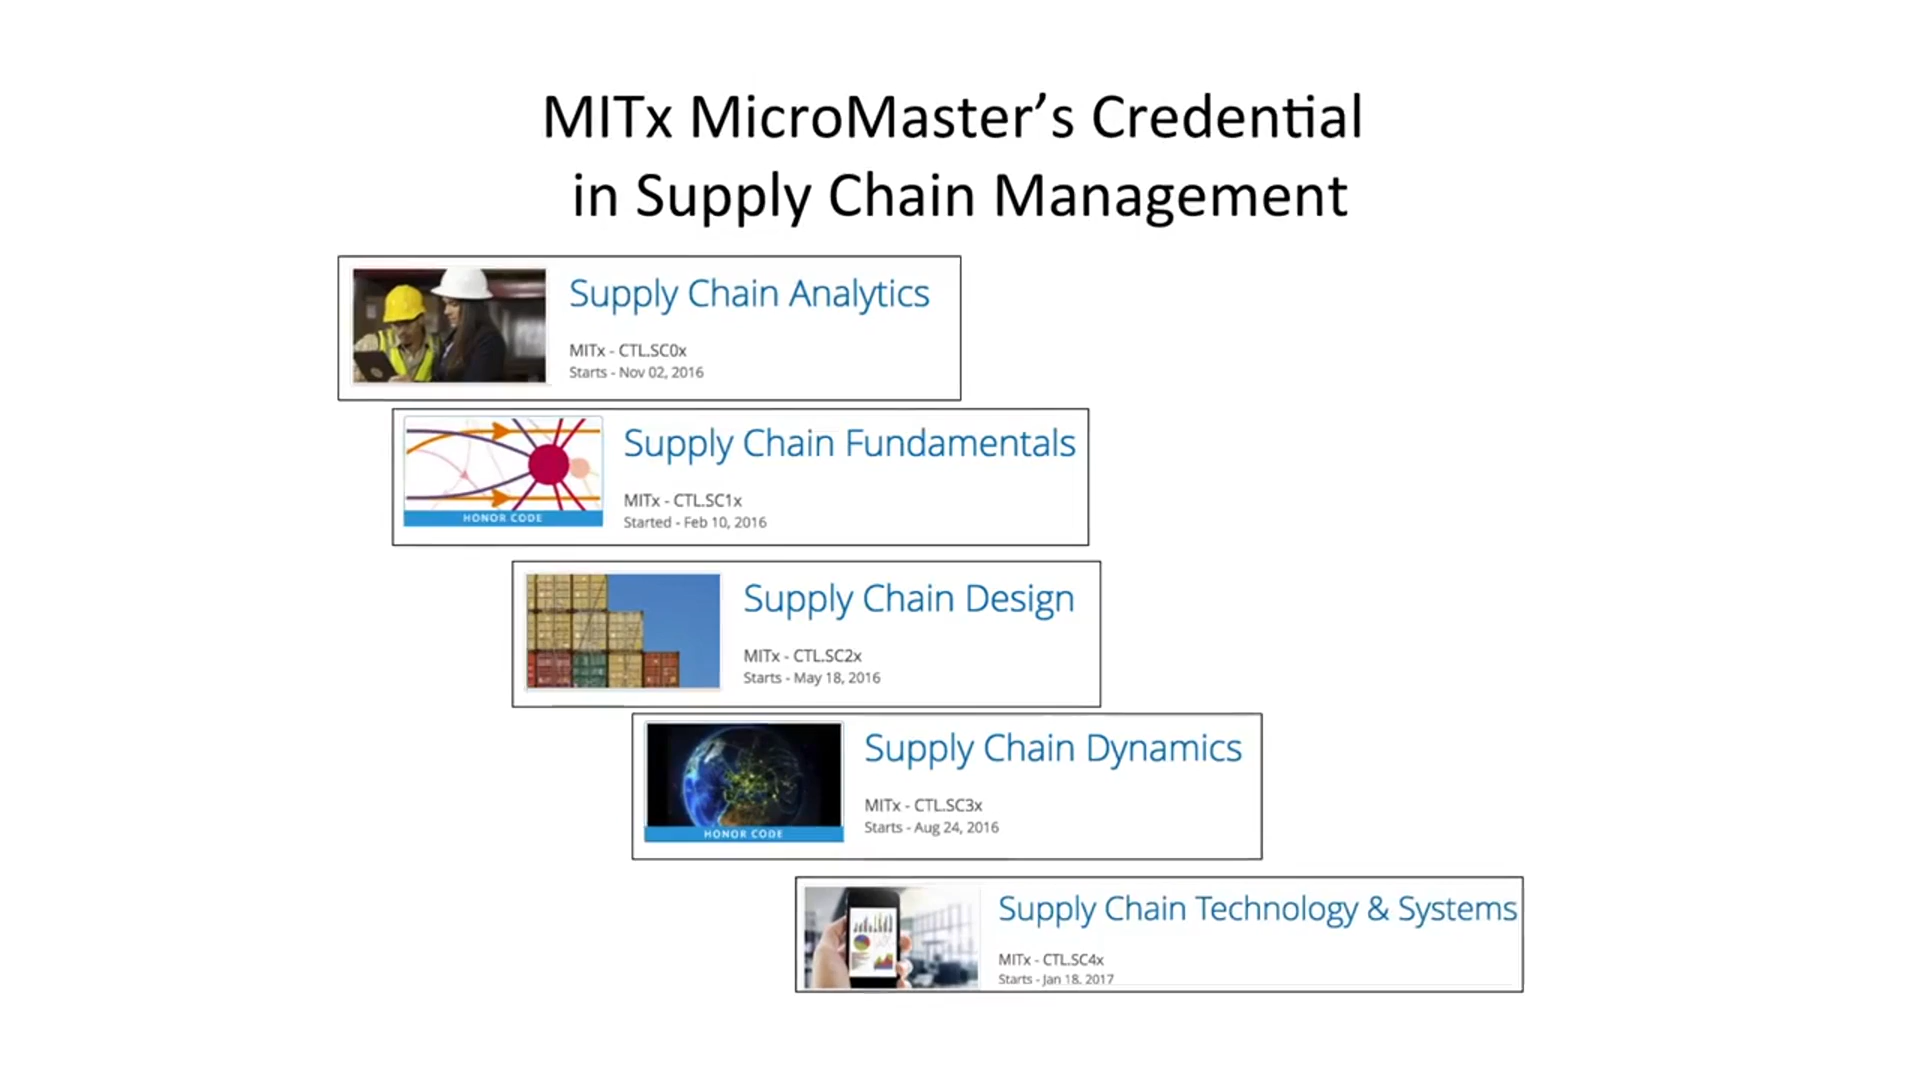 MITx MicroMaster’s Credential
in Supply Chain Management
Supply Chain Analytics
MITx - CTL.SC0x
Starts - Nov 02, 2016
HONOR CODE
Supply Chain Fundamentals
MITx - CTL.SC1x
Started - Feb 10, 2016
Supply Chain Design
MITx - CTL.SC2x
Starts - May 18, 2016
HONOR CODE
Supply Chain Dynamics
MITx - CTL.SC3x
Starts - Aug 24, 2016
Supply Chain Technology & Systems
MITx - CTL.SC4x
Starts - Jan 18, 2017